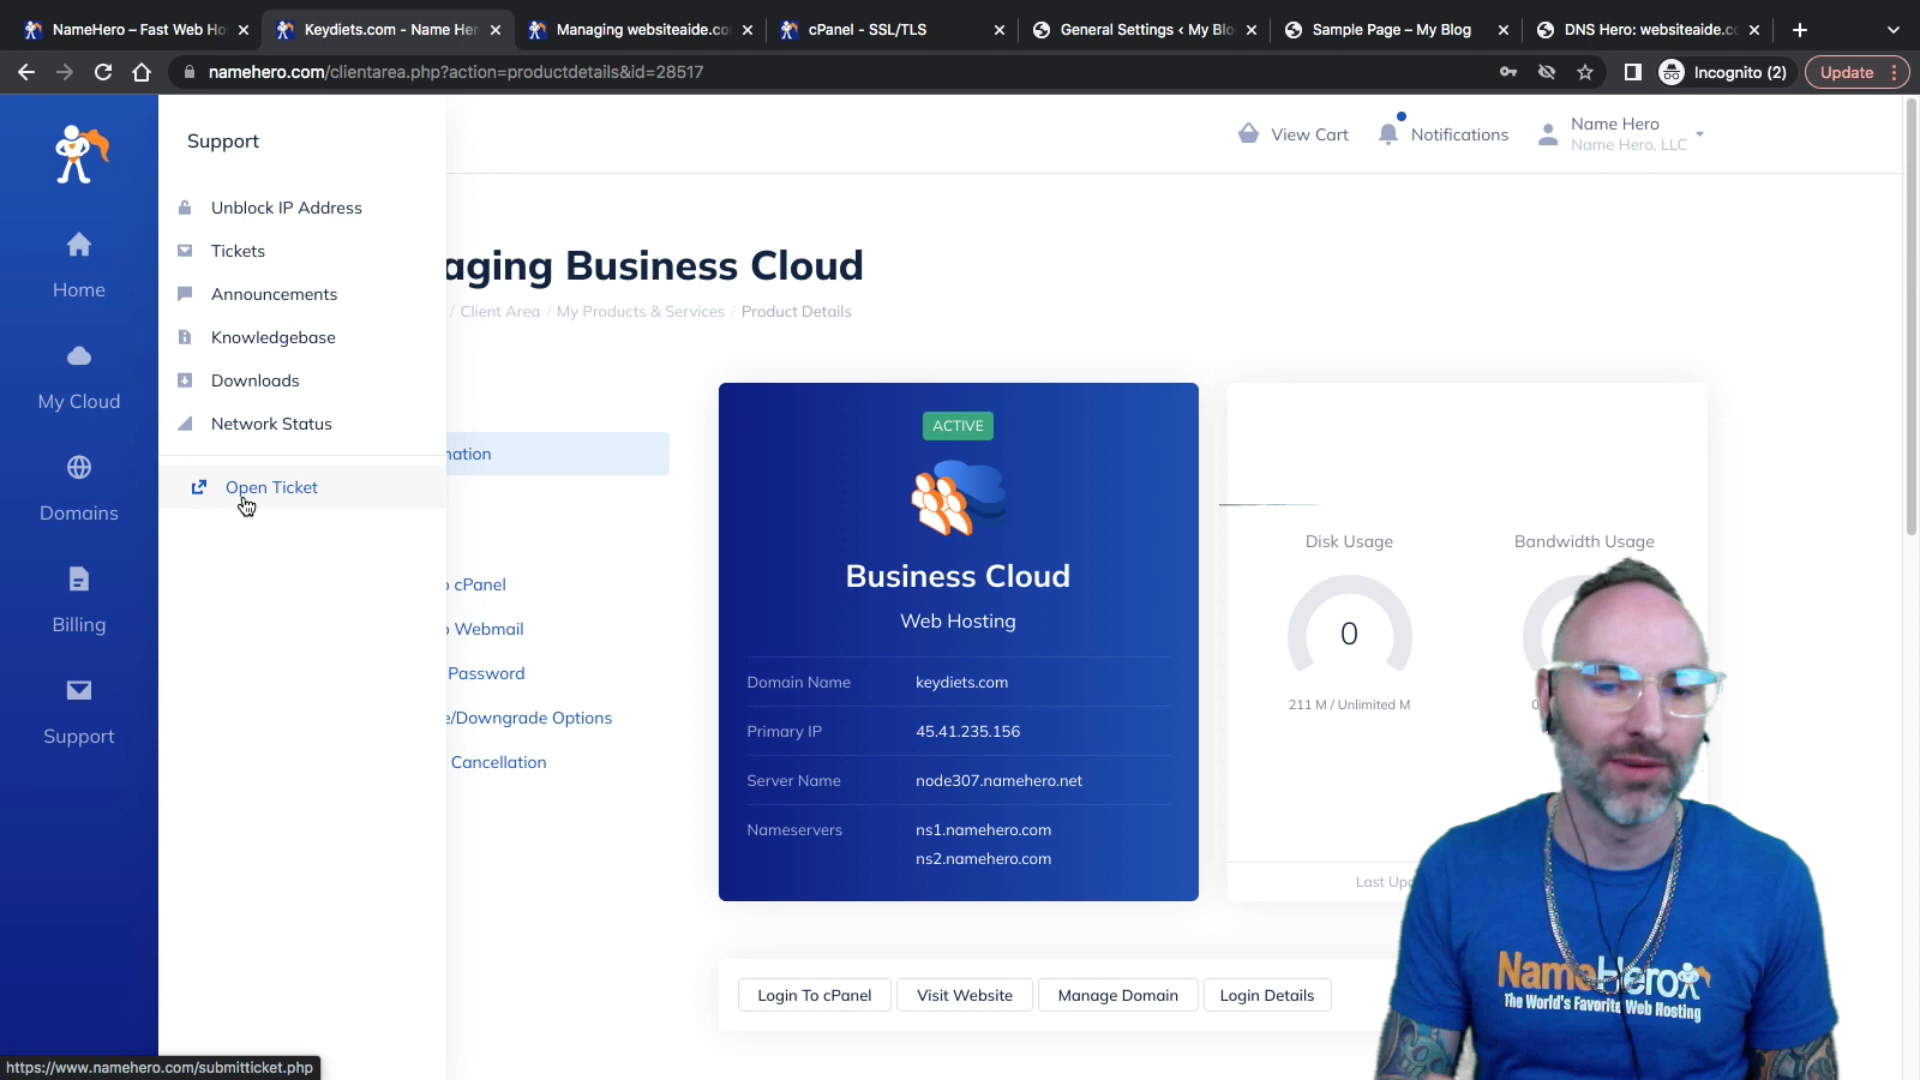 NameHero – Fast Web Ho
Keydiets.com - Name Her
Managing websiteaide.co
cPanel - SSL/TLS
General Settings ‹ My Blo
Sample Page – My Blog
DNS Hero: websiteaide.c
namehero.com/clientarea.php?action=productdetails&id=28517
Incognito (2)
Update
Support
Unblock IP Address
Tickets
Announcements
Knowledgebase
Downloads
Network Status
Open Ticket
Home
My Cloud
Domains
Billing
Support
View Cart
Notifications
Name Hero
Name Hero, LLC
aging Business Cloud
/ Client Area / My Products & Services / Product Details
nation
cPanel
Webmail
Password
e/Downgrade Options
Cancellation
ACTIVE
Business Cloud
Web Hosting
Domain Name keydiets.com
Primary IP 45.41.235.156
Server Name node307.namehero.net
Nameservers ns1.namehero.com
ns2.namehero.com
Disk Usage
0
211 M / Unlimited M
Bandwidth Usage
0
Last Up
Login To cPanel
Visit Website
Manage Domain
Login Details
NameHero
The World's Favorite Web Hosting
https://www.namehero.com/submitticket.php